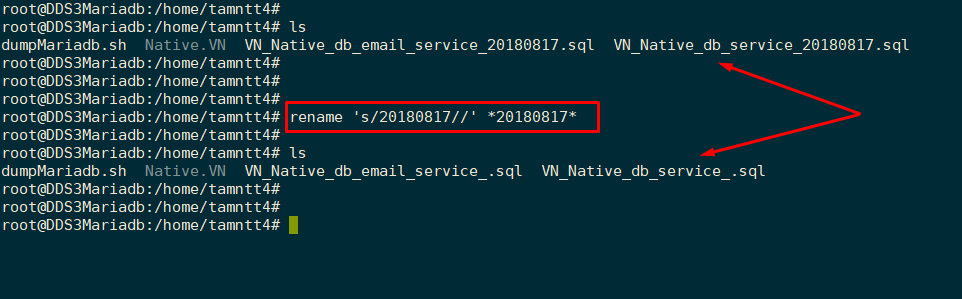 root@DDS3Mariadb:/home/tamntt4#
root@DDS3Mariadb:/home/tamntt4# ls
dumpMariadb.sh  Native.VN  VN_Native_db_email_service_20180817.sql  VN_Native_db_service_20180817.sql
root@DDS3Mariadb:/home/tamntt4#
root@DDS3Mariadb:/home/tamntt4#
root@DDS3Mariadb:/home/tamntt4#
root@DDS3Mariadb:/home/tamntt4# rename 's/20180817//' *20180817*
root@DDS3Mariadb:/home/tamntt4#
root@DDS3Mariadb:/home/tamntt4# ls
dumpMariadb.sh  Native.VN  VN_Native_db_email_service_.sql  VN_Native_db_service_.sql
root@DDS3Mariadb:/home/tamntt4#
root@DDS3Mariadb:/home/tamntt4#
root@DDS3Mariadb:/home/tamntt4#